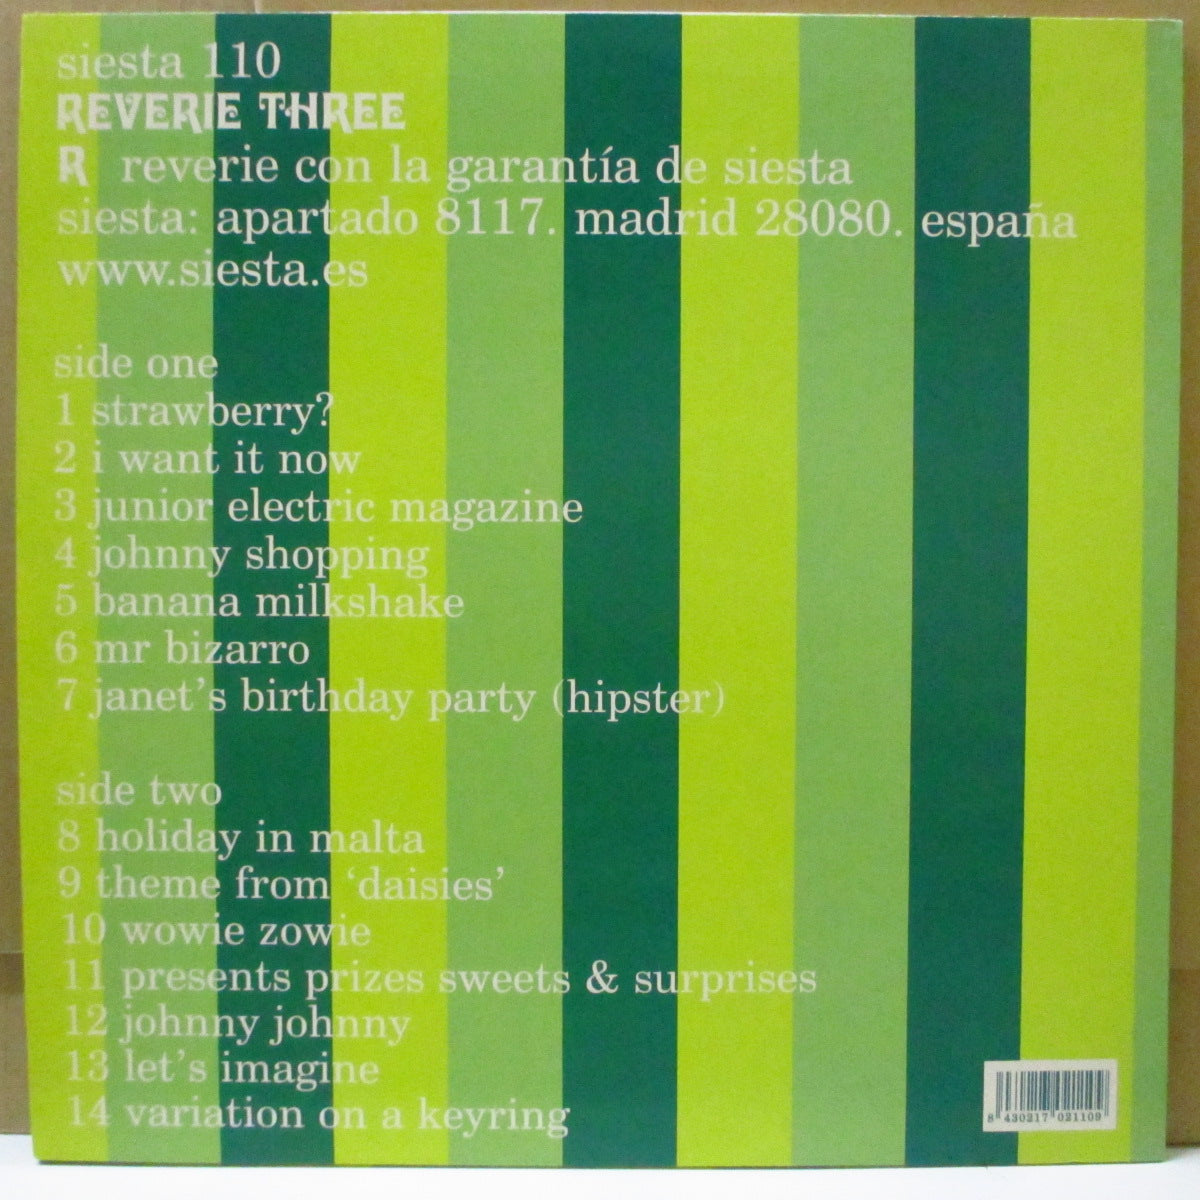 siesta 110
REVERIE THREE
R reverie con la garantía de siesta
siesta: apartado 8117. madrid 28080. españa
www.siesta.es
side one
1 strawberry?
2 i want it now
3 junior electric magazine
4 johnny shopping
5 banana milkshake
6 mr bizarro
7 janet's birthday party (hipster)
side two
8 holiday in malta
9 theme from ‘daisies’
10 wowie zowie
11 presents prizes sweets & surprises
12 johnny johnny
13 let's imagine
14 variation on a keyring
8 430217 021109